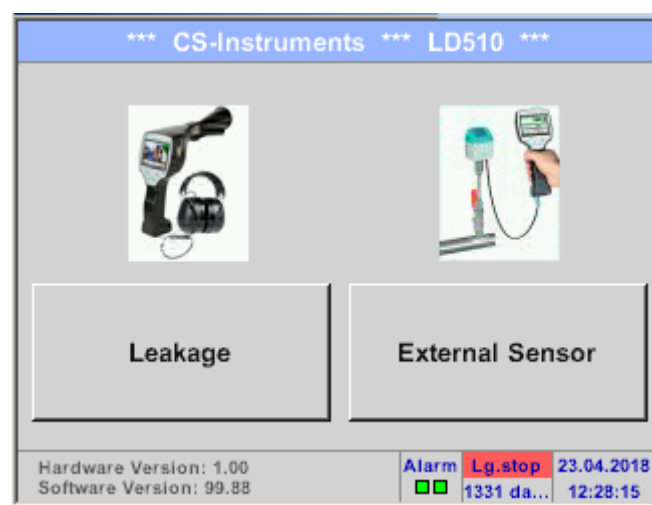 *** CS-Instruments *** LD510 ***
Leakage
External Sensor
Hardware Version: 1.00
Software Version: 99.88
Alarm
Lg.stop
1331 da...
23.04.2018
12:28:15